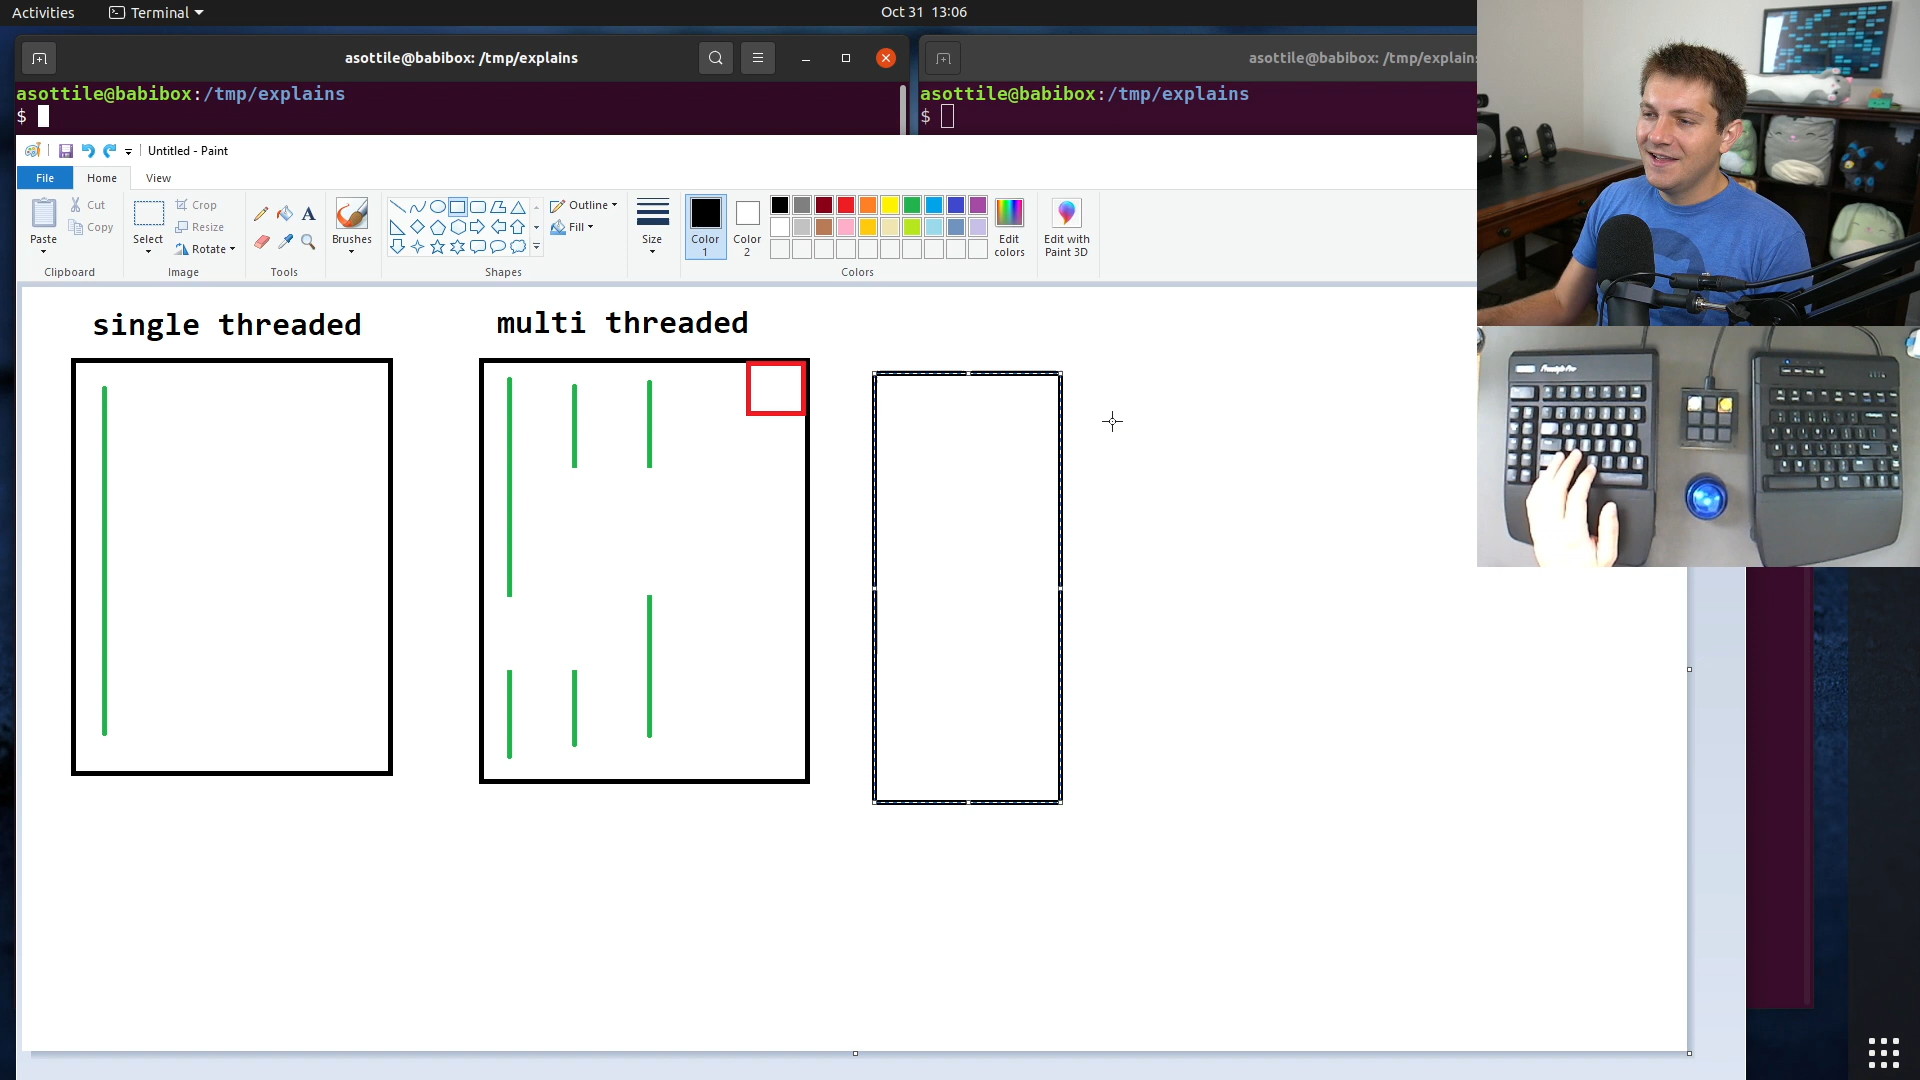 Activities
Terminal
Oct 31 13:06
asottile@babibox: /tmp/explains
asottile@babibox: /tmp/explains
asottile@babibox:/tmp/explains
$
asottile@babibox:/tmp/explains
$
Untitled - Paint
File
Home
View
Paste
Cut
Copy
Clipboard
Select
Crop
Resize
Rotate
Image
A
Tools
Brushes
Outline
Fill
Shapes
Size
Color 1
Color 2
Edit colors
Colors
Edit with Paint 3D
single threaded
multi threaded